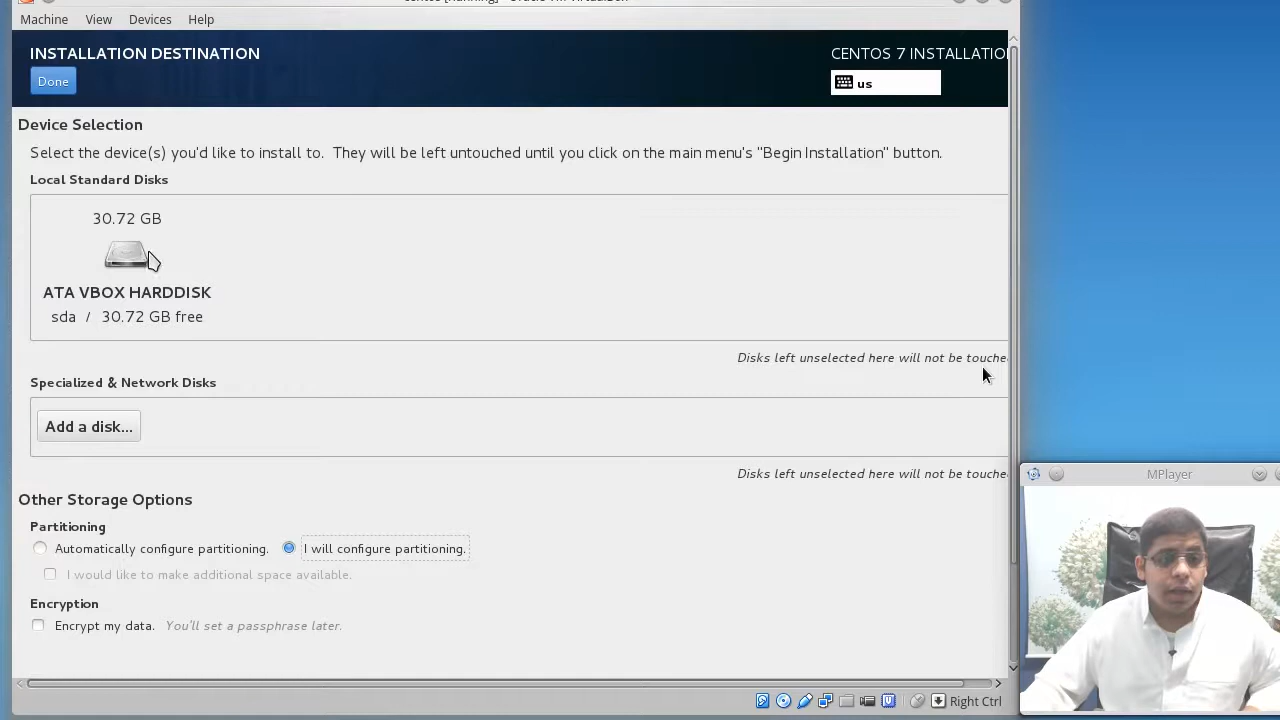 Machine View Devices Help
INSTALLATION DESTINATION
CENTOS 7 INSTALLATIO
Done
us
Device Selection
Select the device(s) you'd like to install to. They will be left untouched until you click on the main menu's "Begin Installation" button.
Local Standard Disks
30.72 GB
ATA VBOX HARDDISK
sda / 30.72 GB free
Disks left unselected here will not be touche
Specialized & Network Disks
Add a disk...
Disks left unselected here will not be touche
Other Storage Options
Partitioning
Automatically configure partitioning. I will configure partitioning.
I would like to make additional space available.
Encryption
Encrypt my data. You'll set a passphrase later.
Right Ctrl
MPlayer